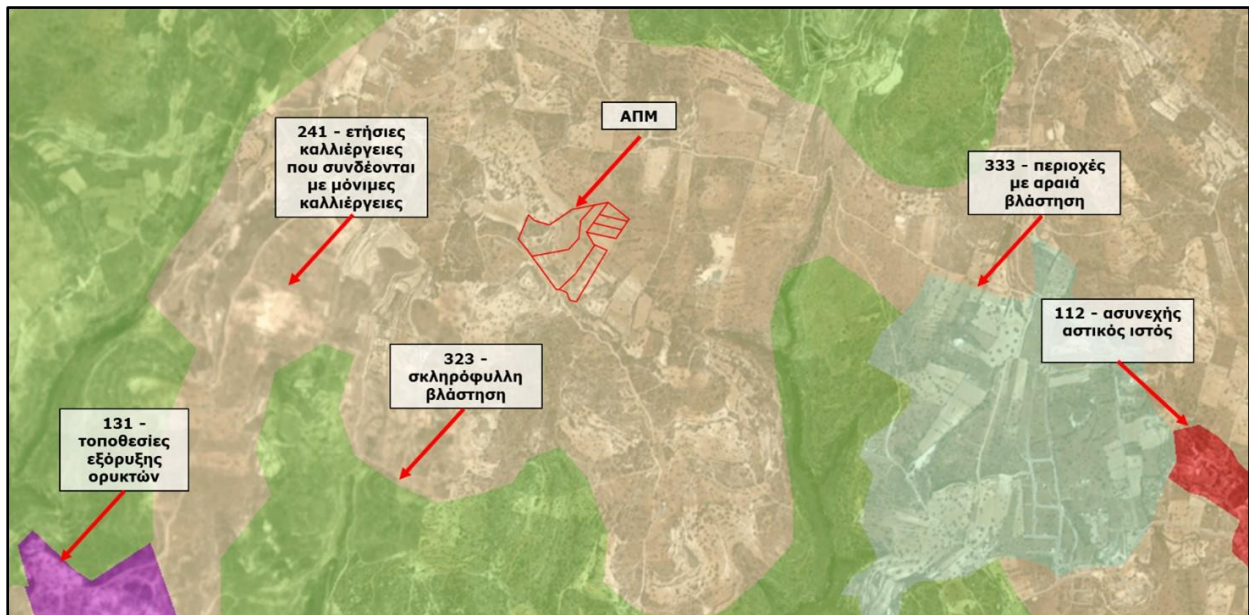 ΑΠΜ
241 - ετήσιες
καλλιέργειες
που συνδέονται
με μόνιμες
καλλιέργειες
333 - περιοχές
με αραιά
βλάστηση
112 - ασυνεχής
αστικός ιστός
323 -
σκληρόφυλλη
βλάστηση
131 -
τοποθεσίες
εξόρυξης
ορυκτών